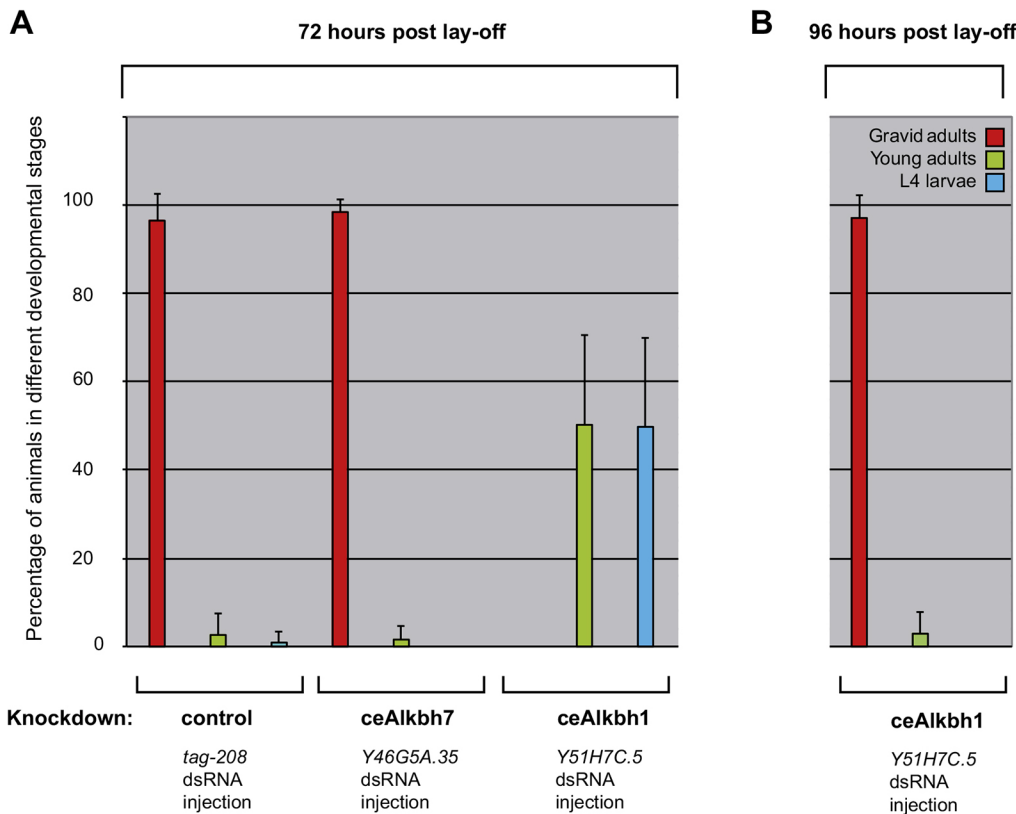 A
72 hours post lay-off
B
96 hours post lay-off
Percentage of animals in different developmental stages
100
80
60
40
20
0
Gravid adults
Young adults
L4 larvae
Knockdown:
control
ceAlkbh7
ceAlkbh1
ceAlkbh1
tag-208
dsRNA
injection
Y46G5A.35
dsRNA
injection
Y51H7C.5
dsRNA
injection
Y51H7C.5
dsRNA
injection